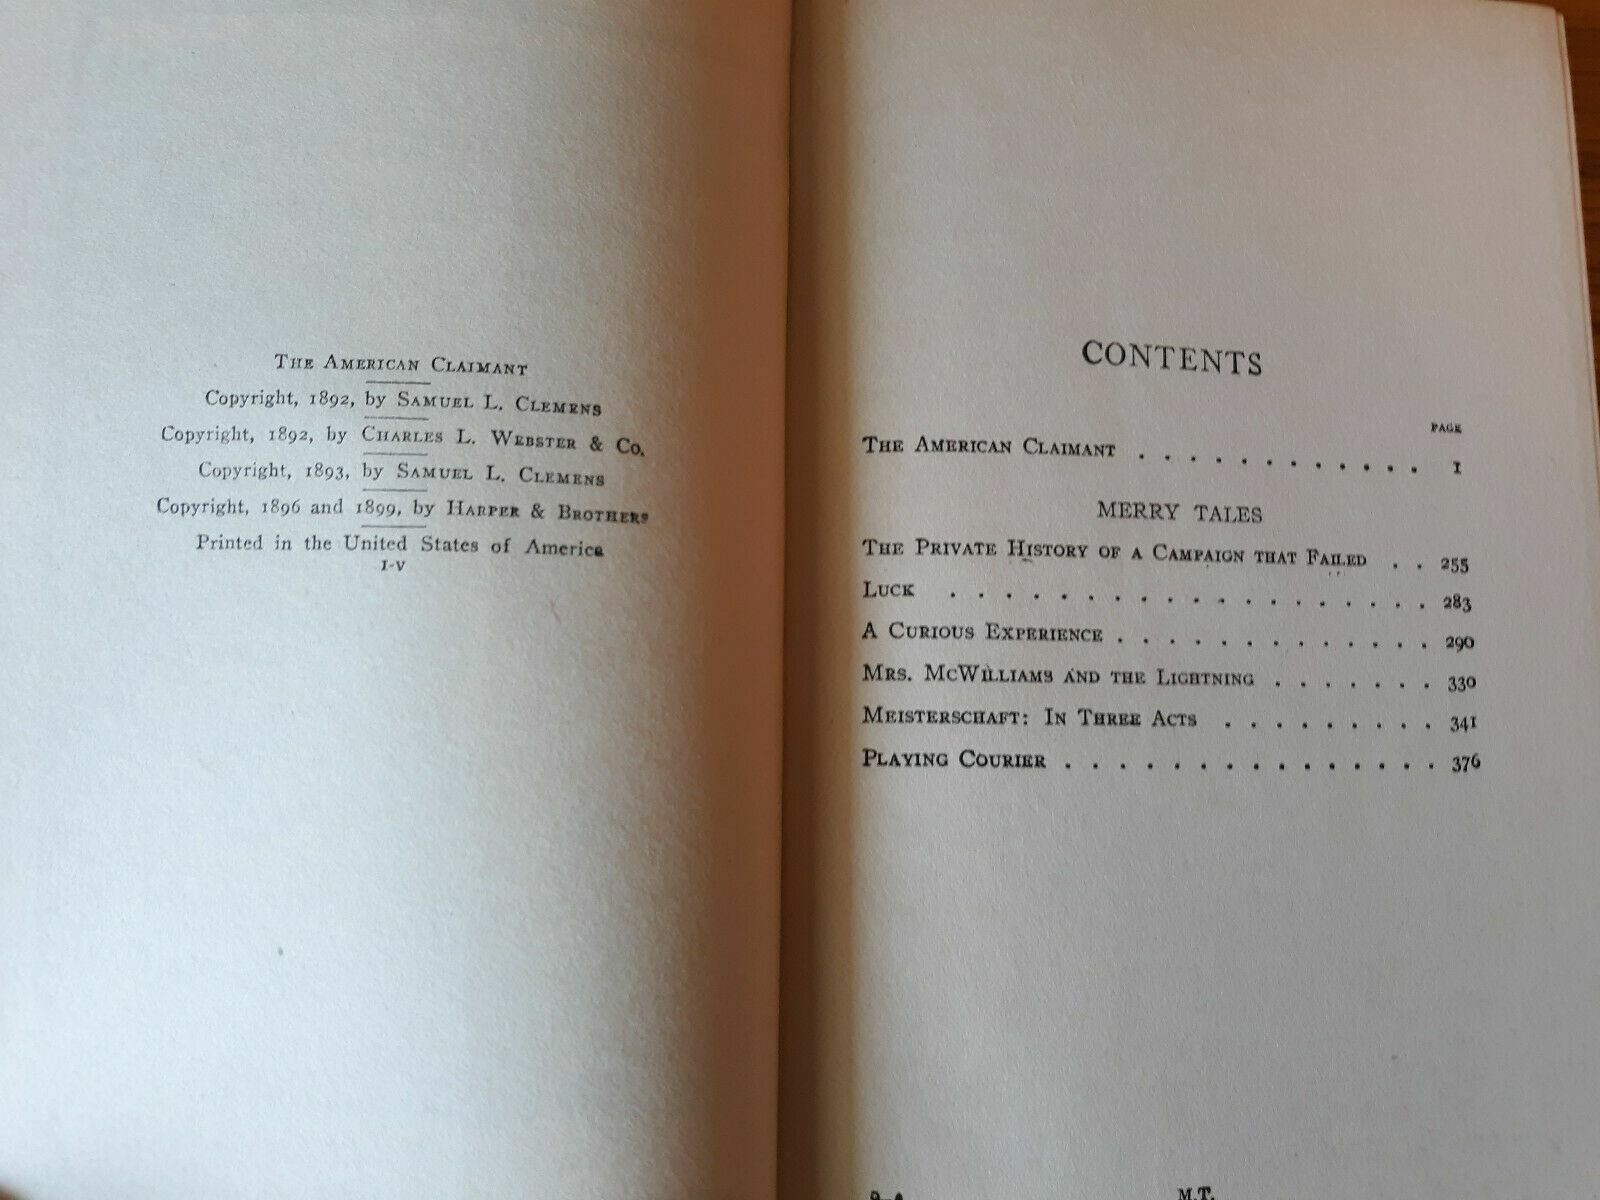 THE AMERICAN CLAIMANT
Copyright, 1892, by SAMUEL L. CLEMENS
Copyright, 1892, by CHARLES L. WEBSTER & CO.
Copyright, 1893, by SAMUEL L. CLEMENS
Copyright, 1896 and 1899, by HARPER & BROTHERS
Printed in the United States of America
I-V
CONTENTS
PAGE
THE AMERICAN CLAIMANT . . . . . . . . . . . . 1
MERRY TALES
THE PRIVATE HISTORY OF A CAMPAIGN THAT FAILED . . 255
LUCK . . . . . . . . . . . . . . . . . . . 283
A CURIOUS EXPERIENCE . . . . . . . . . . . . . 290
MRS. MCWILLIAMS AND THE LIGHTNING . . . . . . . 330
MEISTERSCHAFT: IN THREE ACTS . . . . . . . . . 341
PLAYING COURIER . . . . . . . . . . . . . . . 376
M.T.